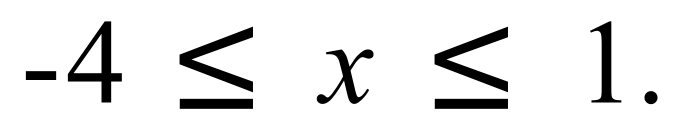 -4 ≤ x ≤ 1.